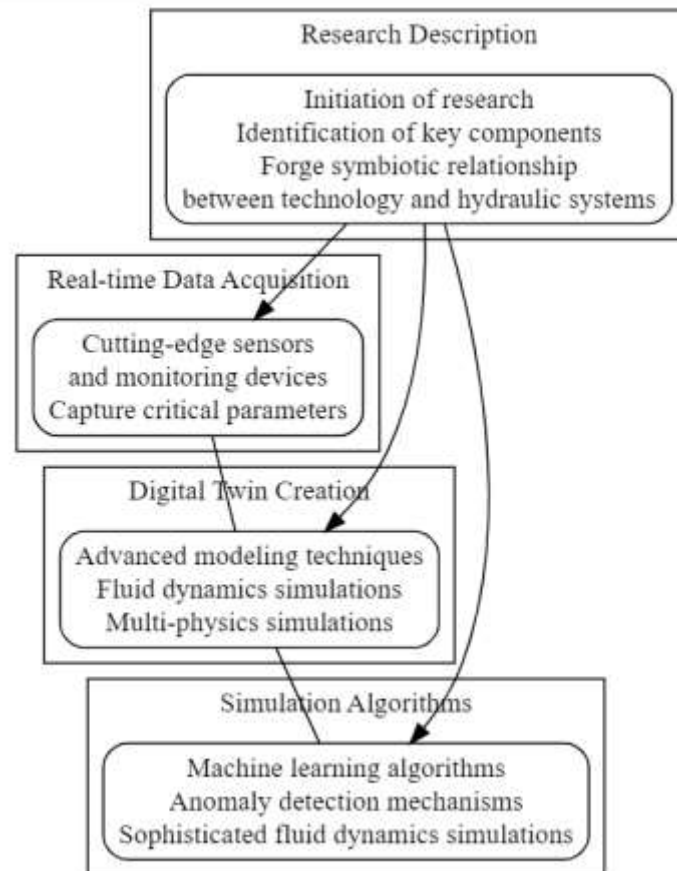 Research Description
Initiation of research
Identification of key components
Forge symbiotic relationship
between technology and hydraulic systems
Real-time Data Acquisition
Cutting-edge sensors
and monitoring devices
Capture critical parameters
Digital Twin Creation
Advanced modeling techniques
Fluid dynamics simulations
Multi-physics simulations
Simulation Algorithms
Machine learning algorithms
Anomaly detection mechanisms
Sophisticated fluid dynamics simulations